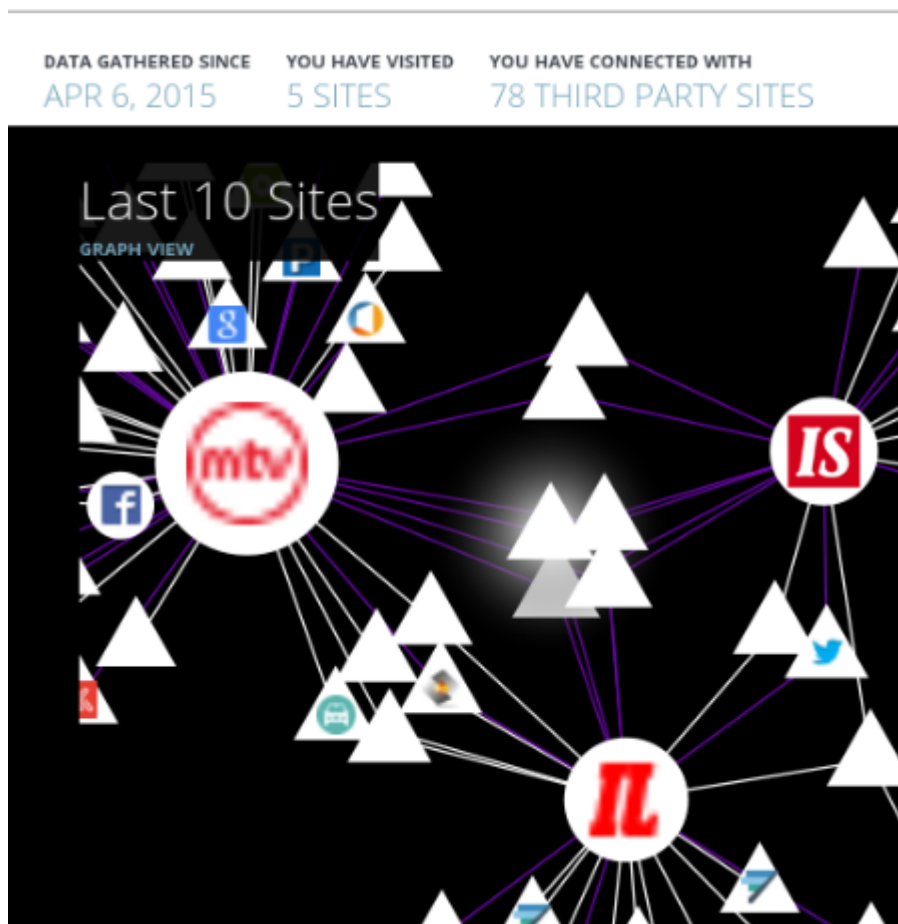 DATA GATHERED SINCE
APR 6, 2015
YOU HAVE VISITED
5 SITES
YOU HAVE CONNECTED WITH
78 THIRD PARTY SITES
Last 10 Sites
GRAPH VIEW
P
g
mtv
f
IS
IL